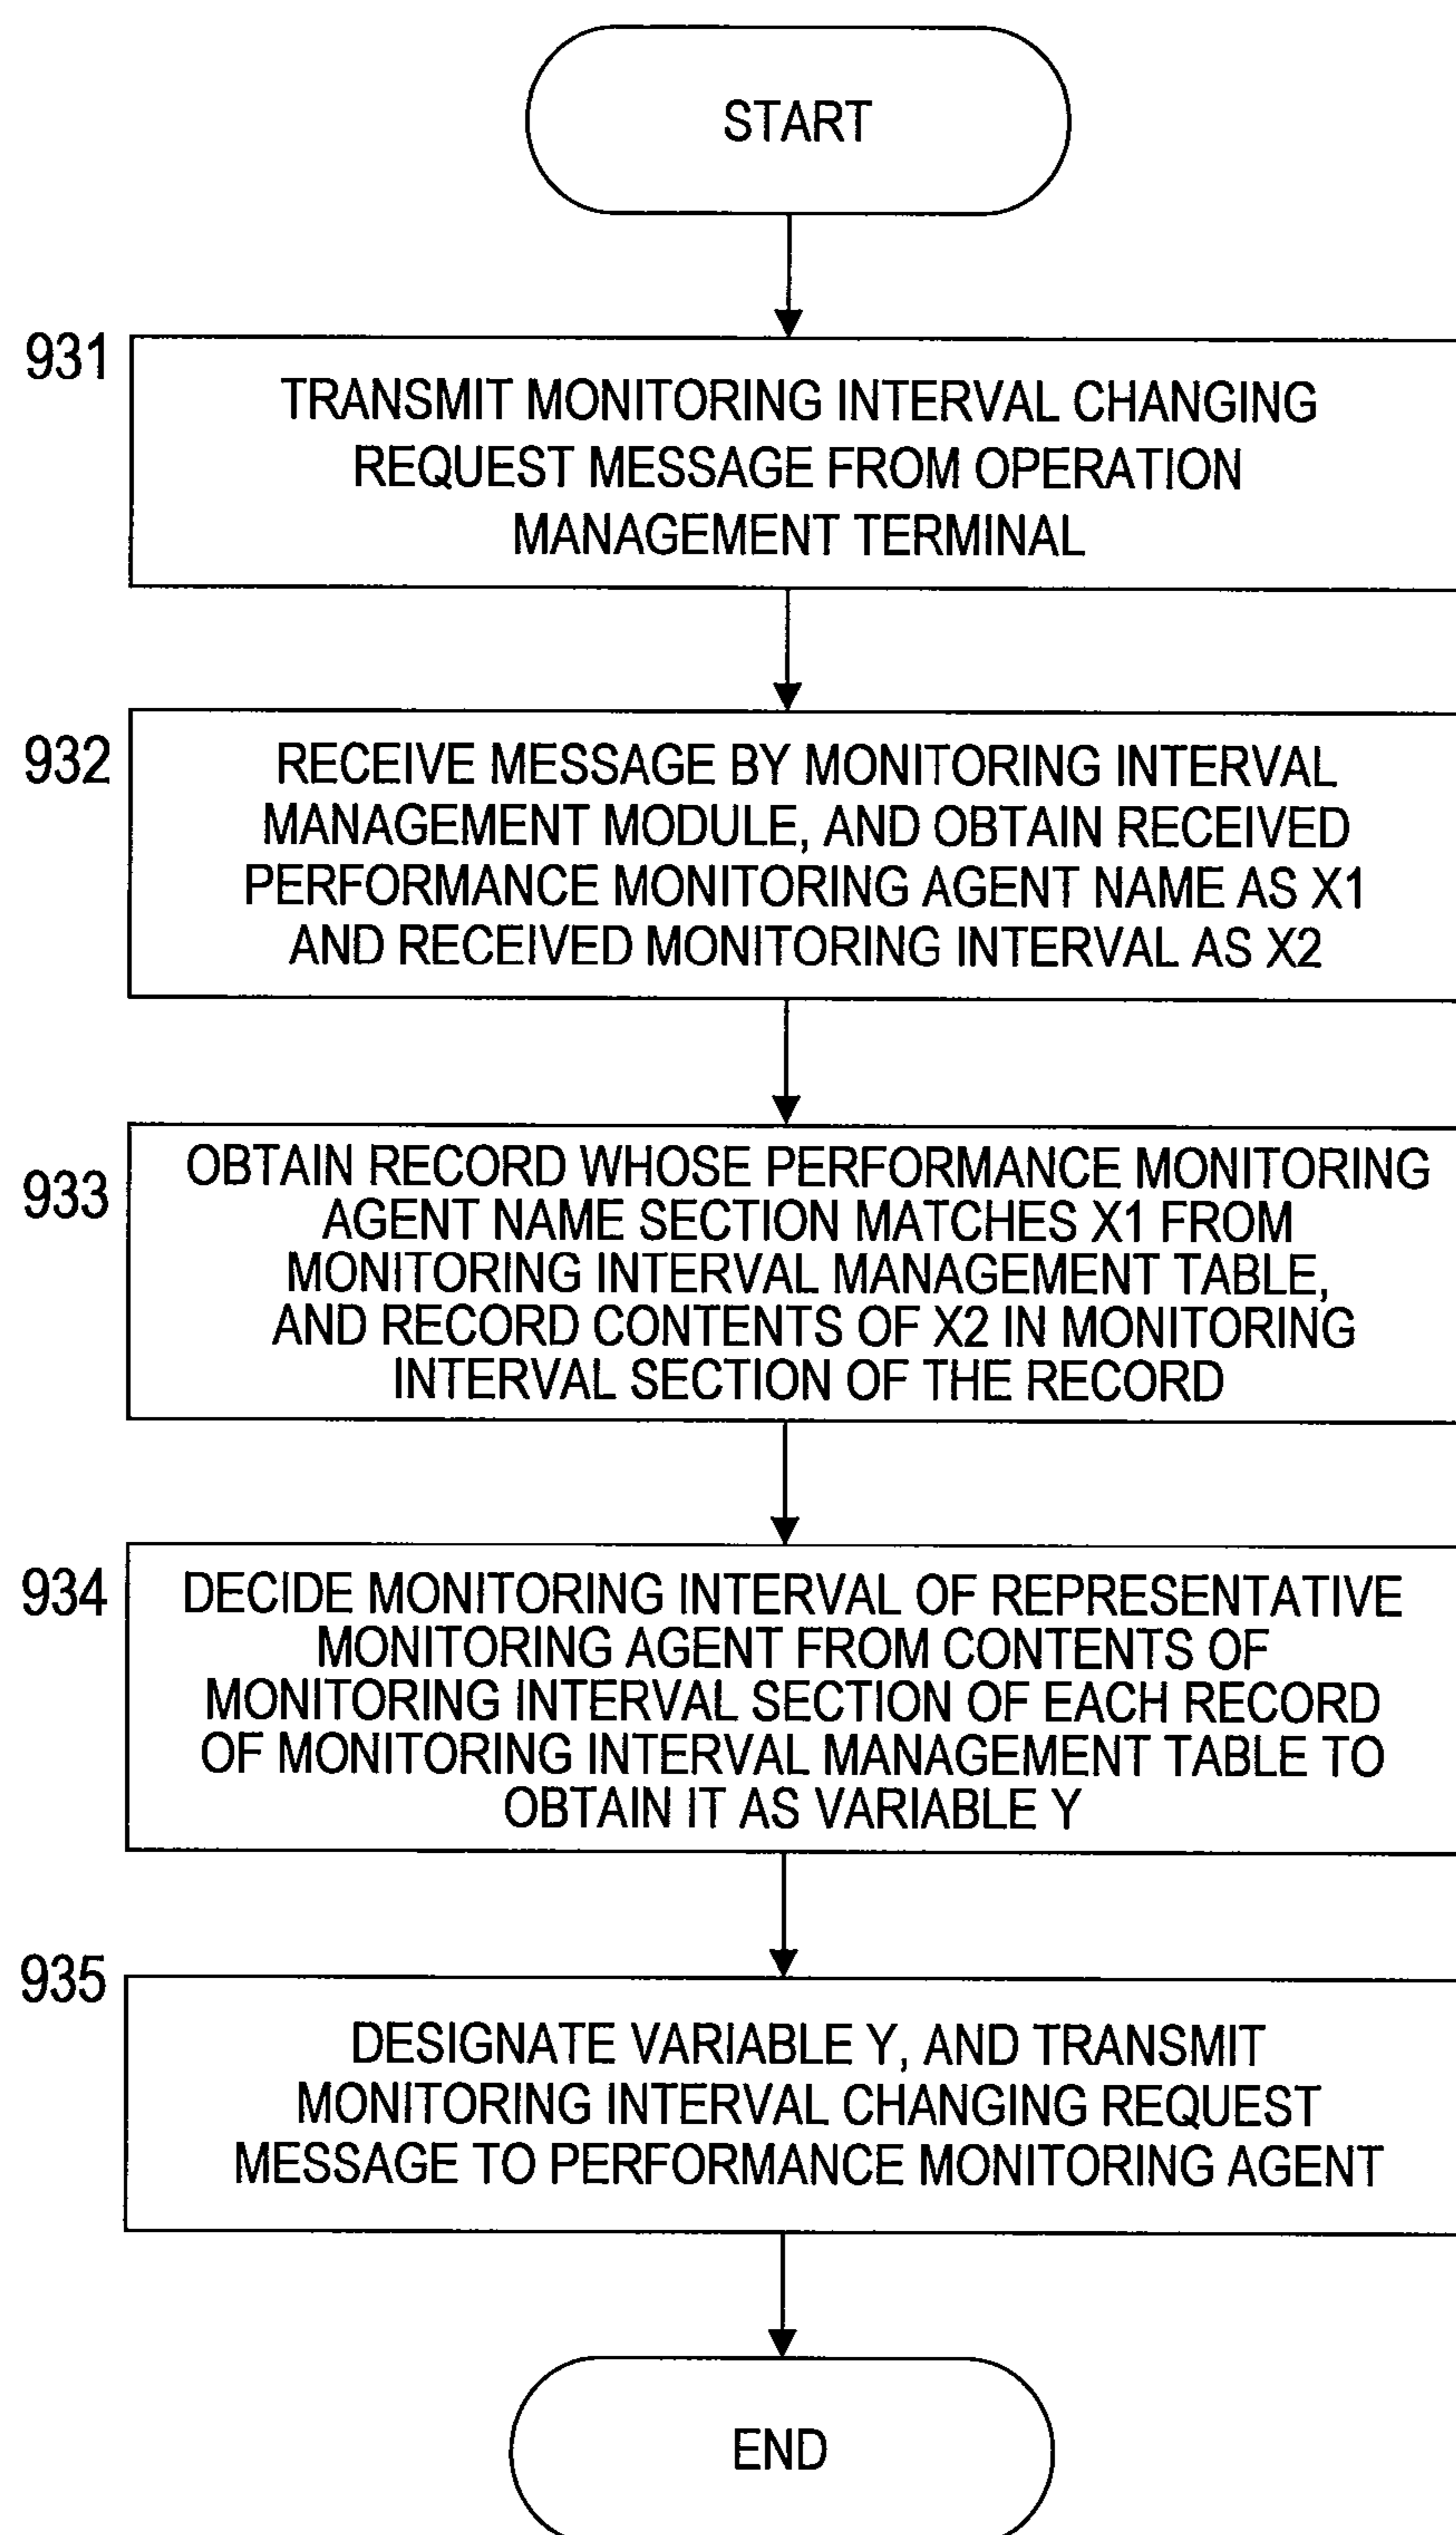 START
931
TRANSMIT MONITORING INTERVAL CHANGING
REQUEST MESSAGE FROM OPERATION
MANAGEMENT TERMINAL
932
RECEIVE MESSAGE BY MONITORING INTERVAL
MANAGEMENT MODULE, AND OBTAIN RECEIVED
PERFORMANCE MONITORING AGENT NAME AS X1
AND RECEIVED MONITORING INTERVAL AS X2
933
OBTAIN RECORD WHOSE PERFORMANCE MONITORING
AGENT NAME SECTION MATCHES X1 FROM
MONITORING INTERVAL MANAGEMENT TABLE,
AND RECORD CONTENTS OF X2 IN MONITORING
INTERVAL SECTION OF THE RECORD
934
DECIDE MONITORING INTERVAL OF REPRESENTATIVE
MONITORING AGENT FROM CONTENTS OF
MONITORING INTERVAL SECTION OF EACH RECORD
OF MONITORING INTERVAL MANAGEMENT TABLE TO
OBTAIN IT AS VARIABLE Y
935
DESIGNATE VARIABLE Y, AND TRANSMIT
MONITORING INTERVAL CHANGING REQUEST
MESSAGE TO PERFORMANCE MONITORING AGENT
END